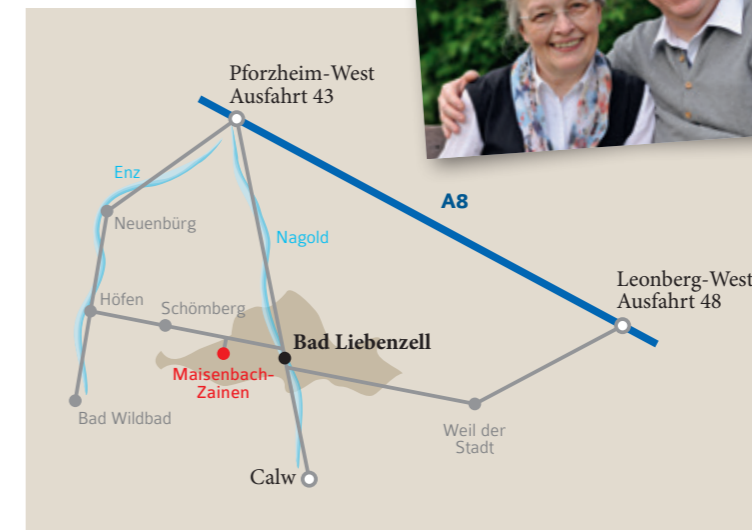 Pforzheim-West
Ausfahrt 43
Enz
A8
Neuenbürg
Nagold
Leonberg-West
Ausfahrt 48
Höfen
Schömberg
Bad Liebenzell
Maisenbach-
Zainen
Bad Wildbad
Weil der
Stadt
Calw